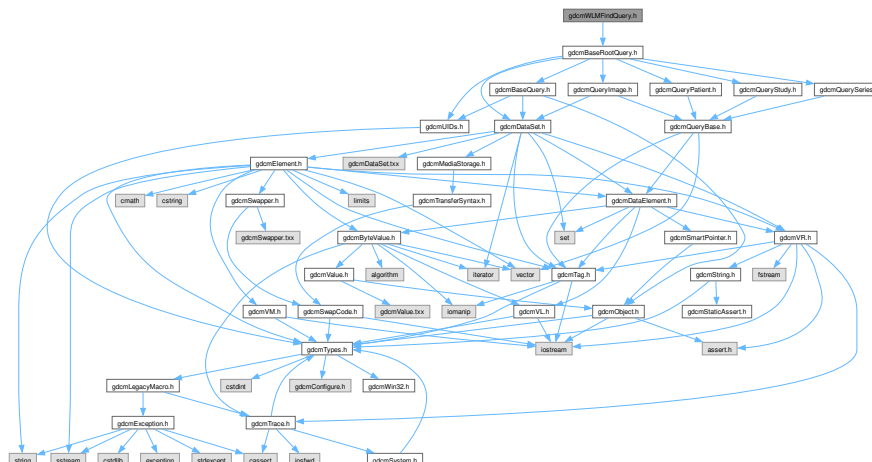 gdcmWLMFindQuery.h
gdcmBaseRootQuery.h
gdcmBaseQuery.h gdcmQueryImage.h gdcmQueryPatient.h gdcmQueryStudy.h gdcmQuerySeries
gdcmUIDs.h gdcmDataSet.h gdcmQueryBase.h
gdcmElement.h gdcmDataSet.txx gdcmMediaStorage.h
cmath cstring gdcmSwapper.h limits gdcmTransferSyntax.h gdcmDataElement.h
gdcmSwapper.txx gdcmByteValue.h set gdcmSmartPointer.h gdcmVR.h
gdcmValue.h algorithm iterator vector gdcmTag.h gdcmString.h fstream
gdcmVM.h gdcmSwapCode.h gdcmValue.txx iomanip gdcmVL.h gdcmObject.h gdcmStaticAssert.h
gdcmTypes.h iostream assert.h
gdcmLegacyMacro.h cstdint gdcmConfigure.h gdcmWin32.h
gdcmException.h gdcmTrace.h
string sstream cstdlib exception stdexcept cassert iosfwd gdcmSystem.h